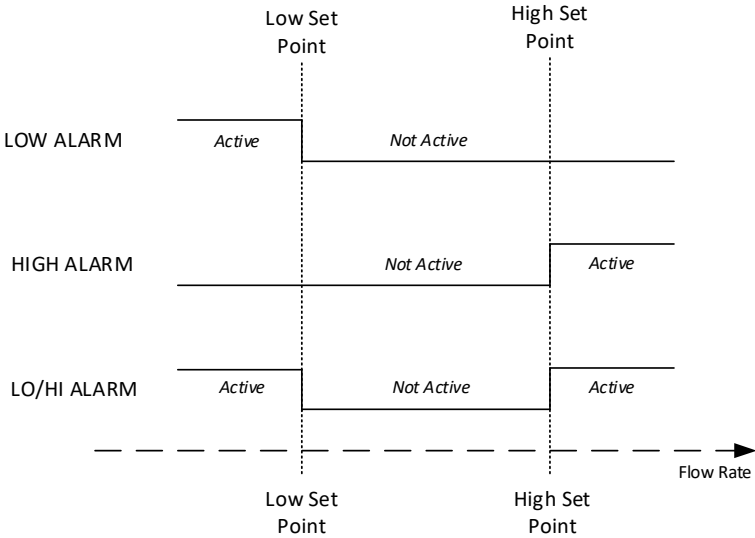 Low Set
Point
High Set
Point
LOW ALARM
Active
Not Active
HIGH ALARM
Not Active
Active
LO/HI ALARM
Active
Not Active
Active
Flow Rate
Low Set
Point
High Set
Point